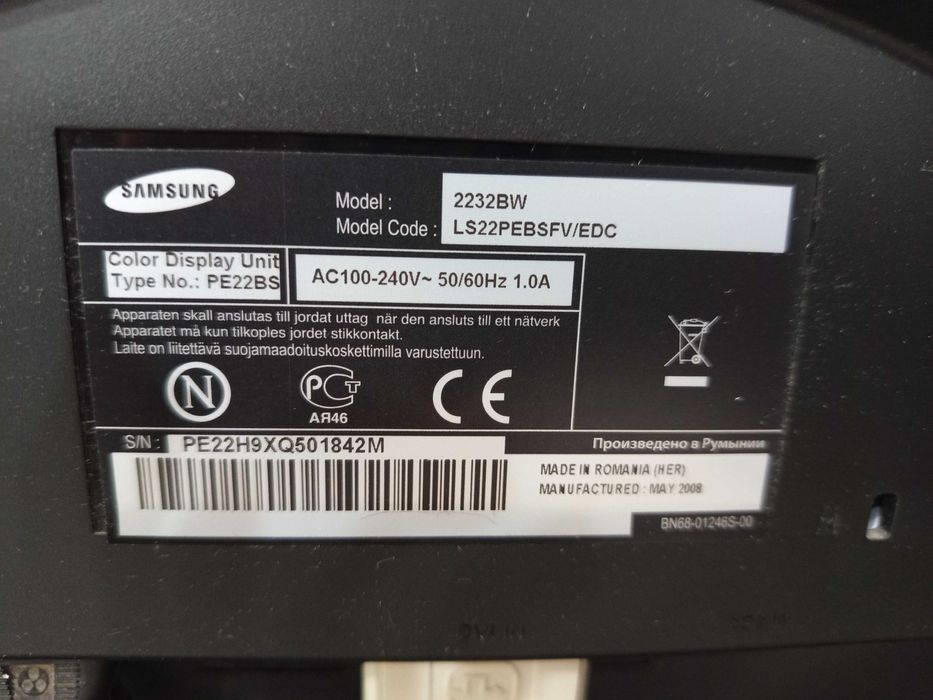 SAMSUNG
Model : 2232BW
Model Code : LS22PEBSFV/EDC
Color Display Unit
Type No.: PE22BS
AC100-240V~ 50/60Hz 1.0A
Apparaten skall anslutas till jordat uttag när den ansluts till ett nätverk
Apparatet må kun tilkoples jordet stikkontakt.
Laite on liitettävä suojamaadoituskoskettimilla varustettuun.
N
РСТ
АЯ46
CE
S/N : PE22H9XQ501842M
Произведено в Румынии
MADE IN ROMANIA (HER)
MANUFACTURED : MAY 2008
BN68-01246S-00